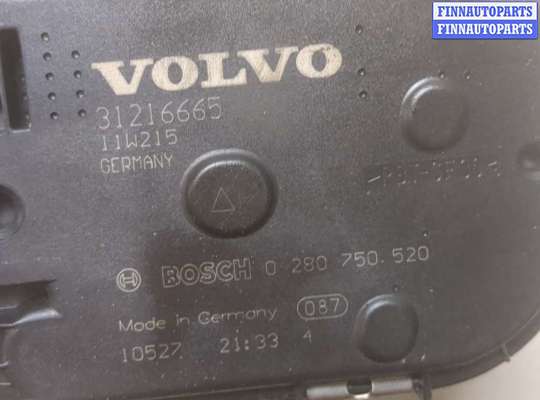 FINNAUTOPARTS
FINNAUTOPARTS
VOLVO
31216665
11W215
GERMANY
BOSCH 0 280 750.520
Made in Germany 087
10527 21:33 4